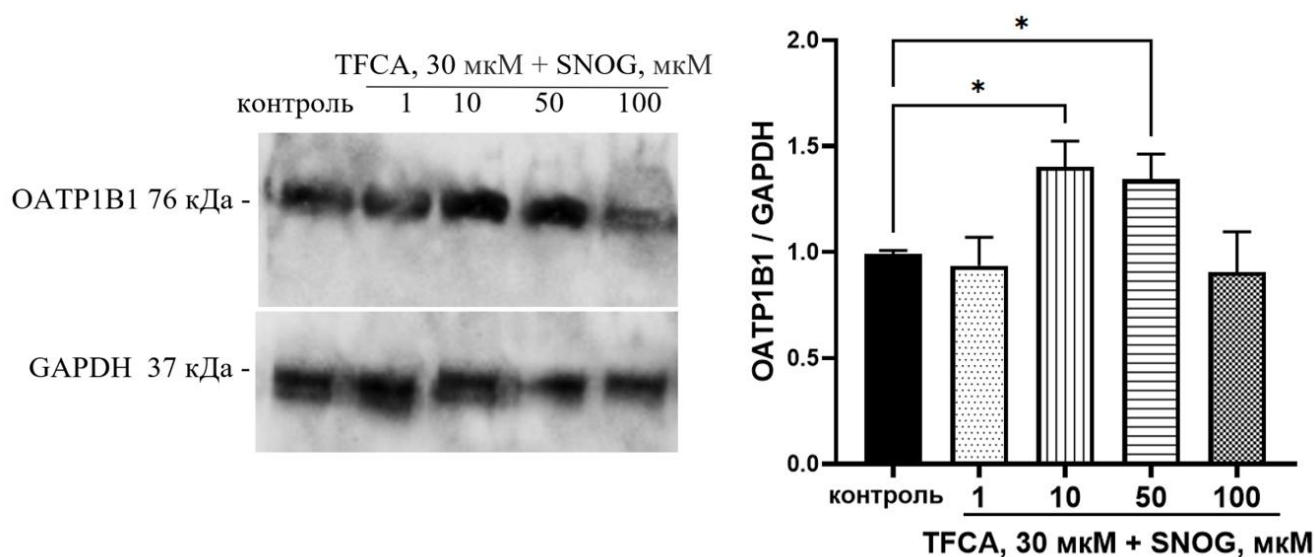 TFCA, 30 мкМ + SNOG, мкМ
контроль 1 10 50 100
OATP1B1 76 кДа -
GAPDH 37 кДа -
OATP1B1 / GAPDH
2.0
1.5
1.0
0.5
0.0
*
*
контроль 1 10 50 100
TFCA, 30 мкМ + SNOG, мкМ